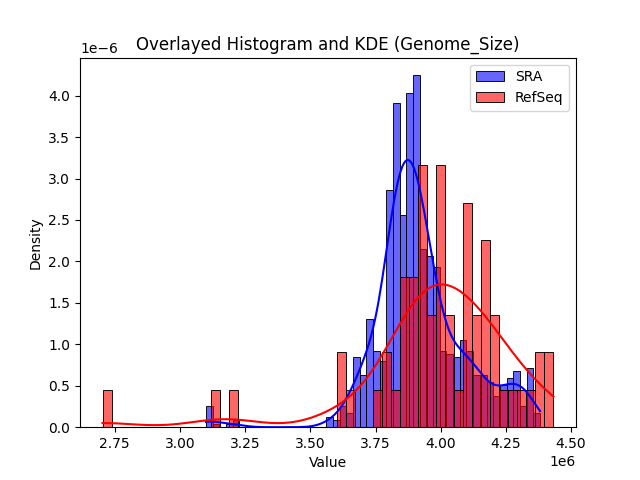 Overlayed Histogram and KDE (Genome_Size)
1e−6
SRA
RefSeq
4.0
3.5
3.0
2.5
2.0
1.5
1.0
0.5
0.0
Density
2.75 3.00 3.25 3.50 3.75 4.00 4.25 4.50
1e6
Value